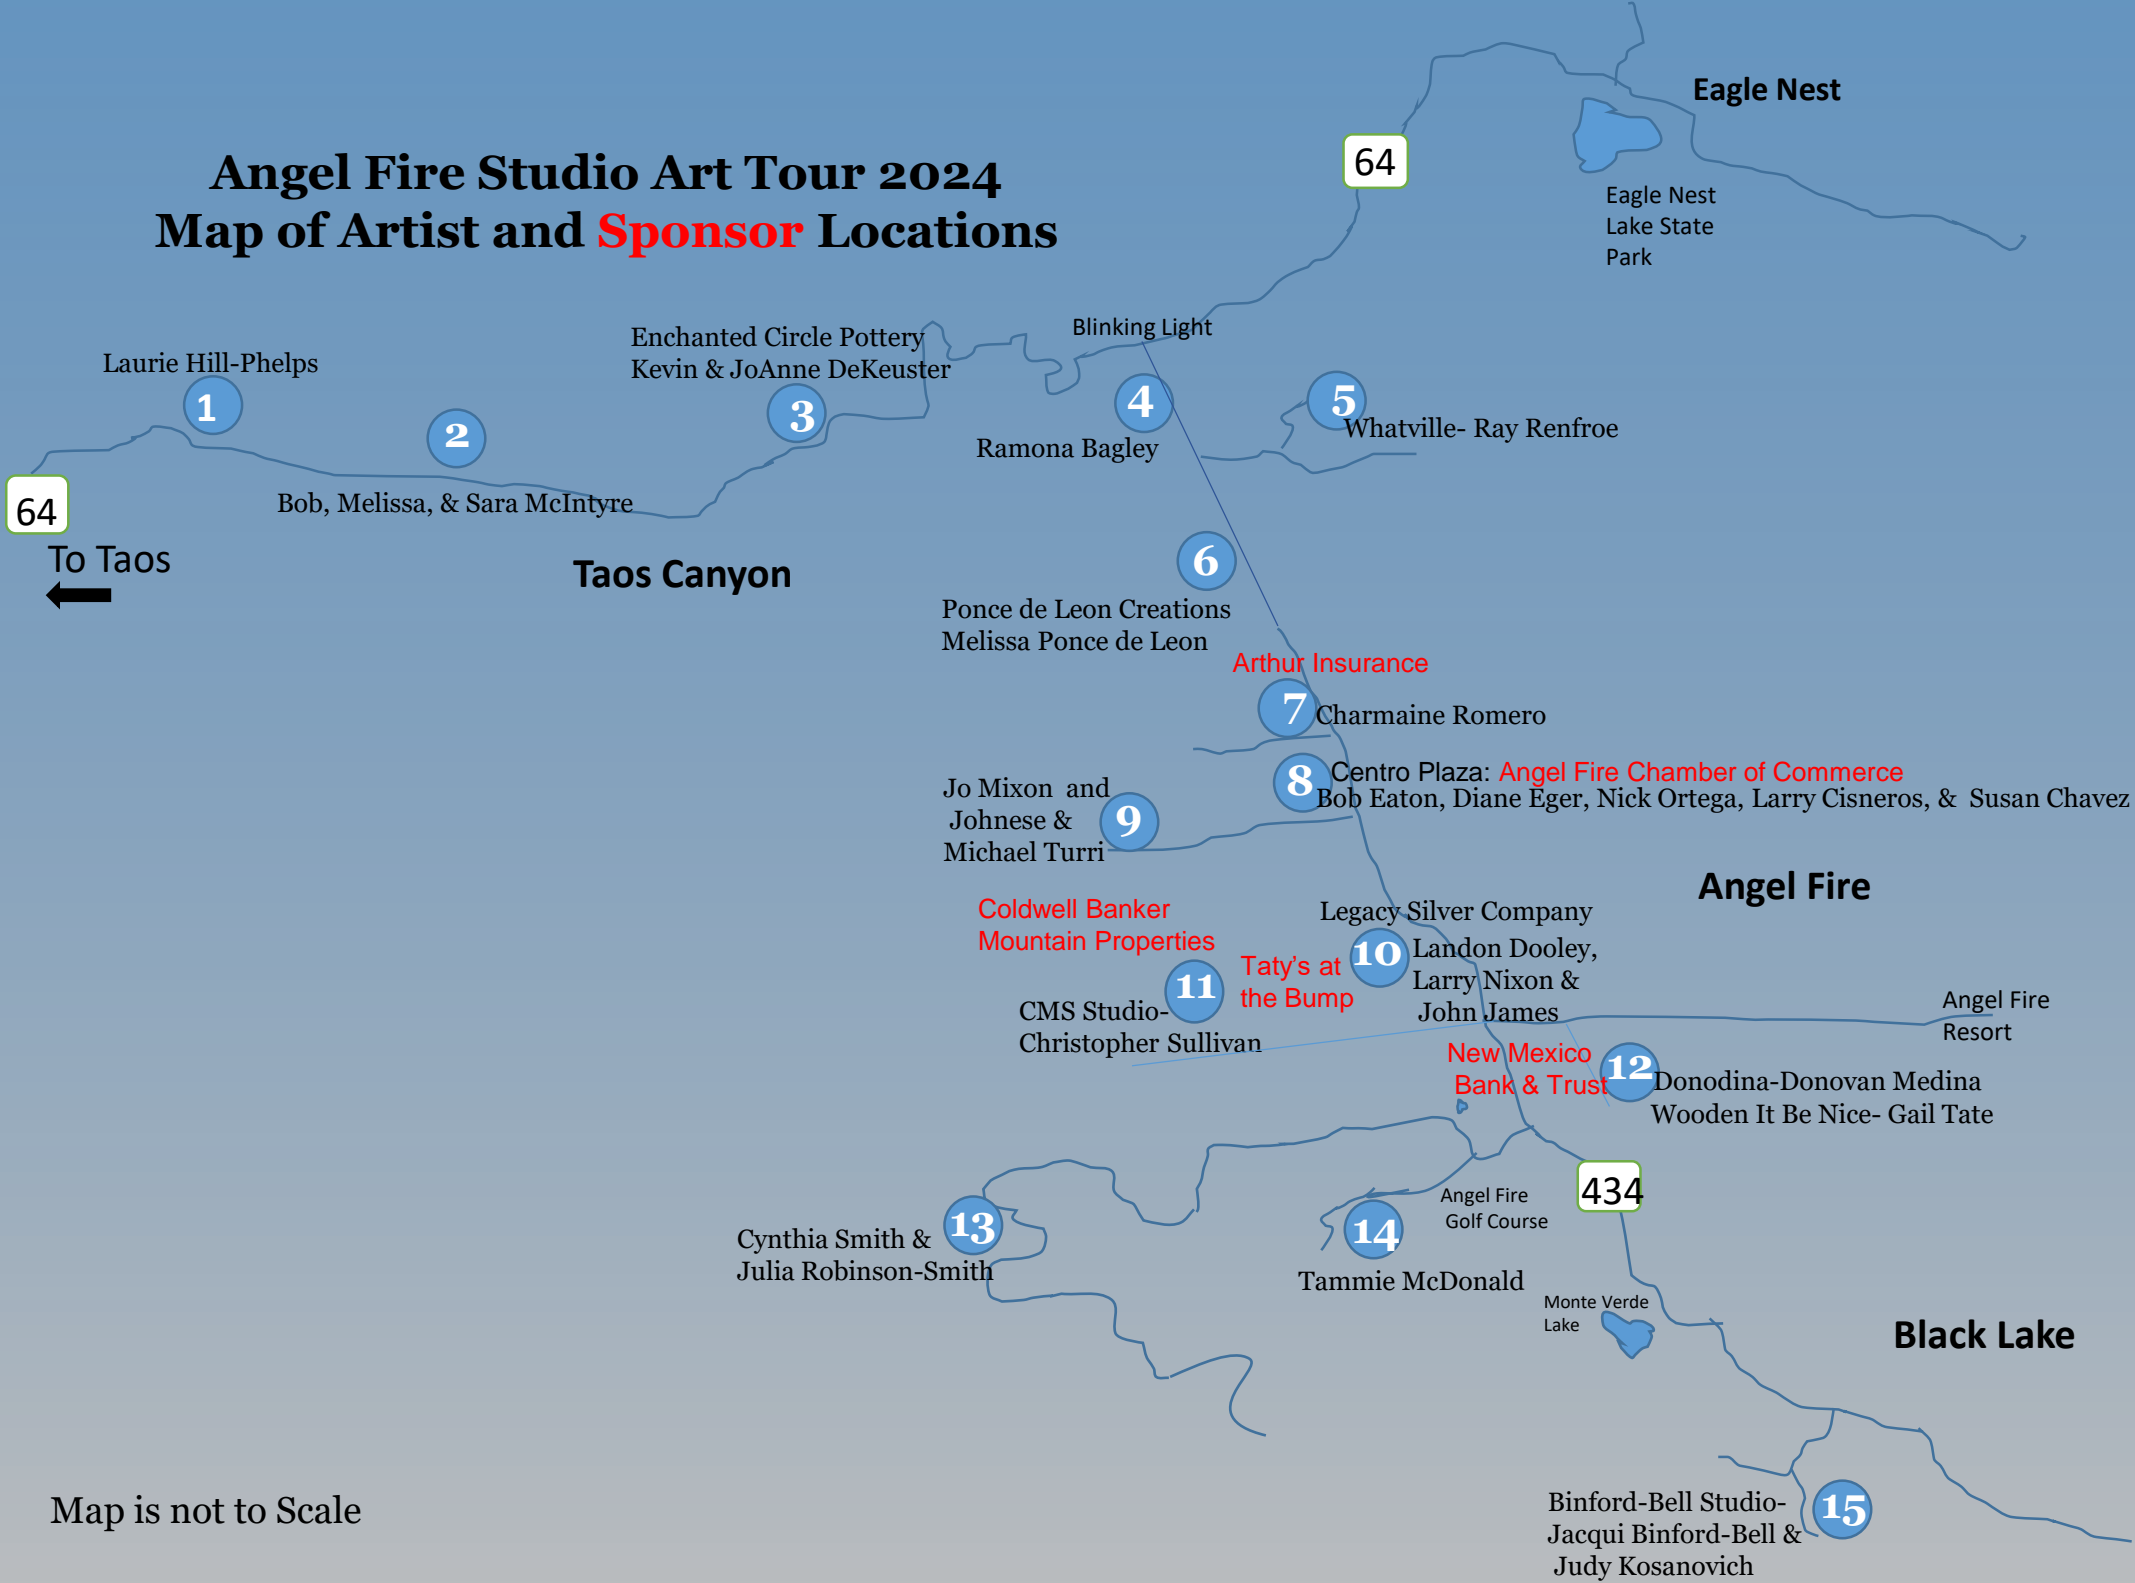 Angel Fire Studio Art Tour 2024
Map of Artist and Sponsor Locations
Eagle Nest
64
Eagle Nest
Lake State
Park
Blinking Light
Enchanted Circle Pottery
Kevin & JoAnne DeKeuster
Laurie Hill-Phelps
1
2
3
4
5
Whatville- Ray Renfroe
Ramona Bagley
Bob, Melissa, & Sara McIntyre
64
To Taos
Taos Canyon
6
Ponce de Leon Creations
Melissa Ponce de Leon
Arthur Insurance
7
Charmaine Romero
8
Centro Plaza: Angel Fire Chamber of Commerce
Bob Eaton, Diane Eger, Nick Ortega, Larry Cisneros, & Susan Chavez
Jo Mixon and
Johnese &
Michael Turri
9
Angel Fire
Coldwell Banker
Mountain Properties
Legacy Silver Company
10
Landon Dooley,
Larry Nixon &
John James
Taty's at
the Bump
11
CMS Studio-
Christopher Sullivan
Angel Fire
Resort
New Mexico
Bank & Trust
12
Donodina-Donovan Medina
Wooden It Be Nice- Gail Tate
434
Angel Fire
Golf Course
13
Cynthia Smith &
Julia Robinson-Smith
14
Tammie McDonald
Monte Verde
Lake
Black Lake
Map is not to Scale
15
Binford-Bell Studio-
Jacqui Binford-Bell &
Judy Kosanovich